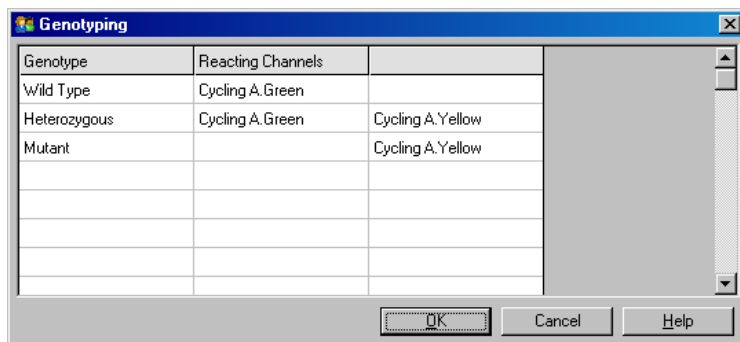 Genotyping
Genotype Reacting Channels
Wild Type Cycling A.Green
Heterozygous Cycling A.Green Cycling A.Yellow
Mutant Cycling A.Yellow
OK Cancel Help